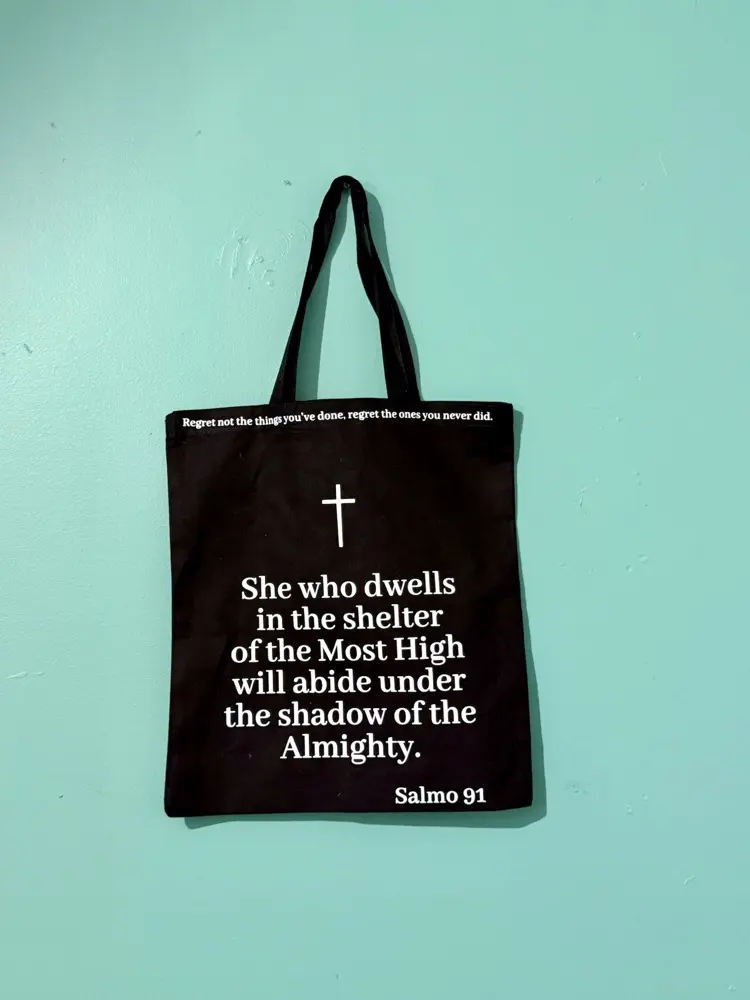 Regret not the things you've done, regret the ones you never did.
She who dwells
in the shelter
of the Most High
will abide under
the shadow of the
Almighty.
Salmo 91